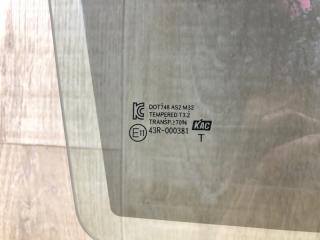 DOT748 AS2 M32
TEMPERED T3.2
TRANSP.≥70%
E11 43R-000381 KAC
T